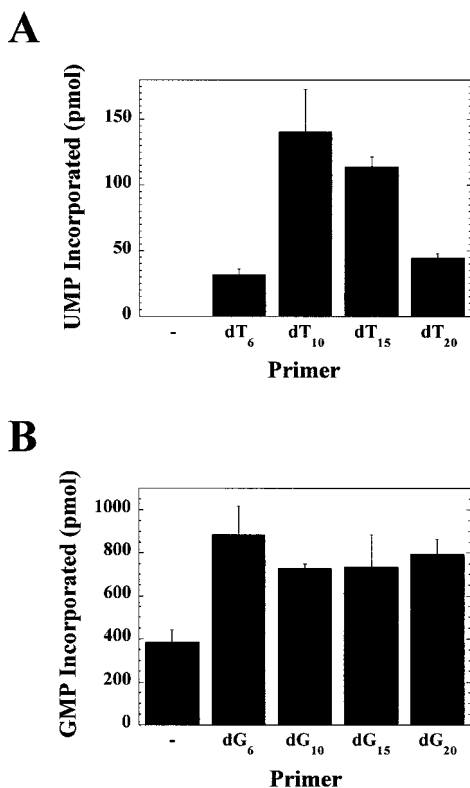 A
UMP Incorporated (pmol)
150
100
50
0
- dT6 dT10 dT15 dT20
Primer
B
GMP Incorporated (pmol)
1000
800
600
400
200
0
- dG6 dG10 dG15 dG20
Primer